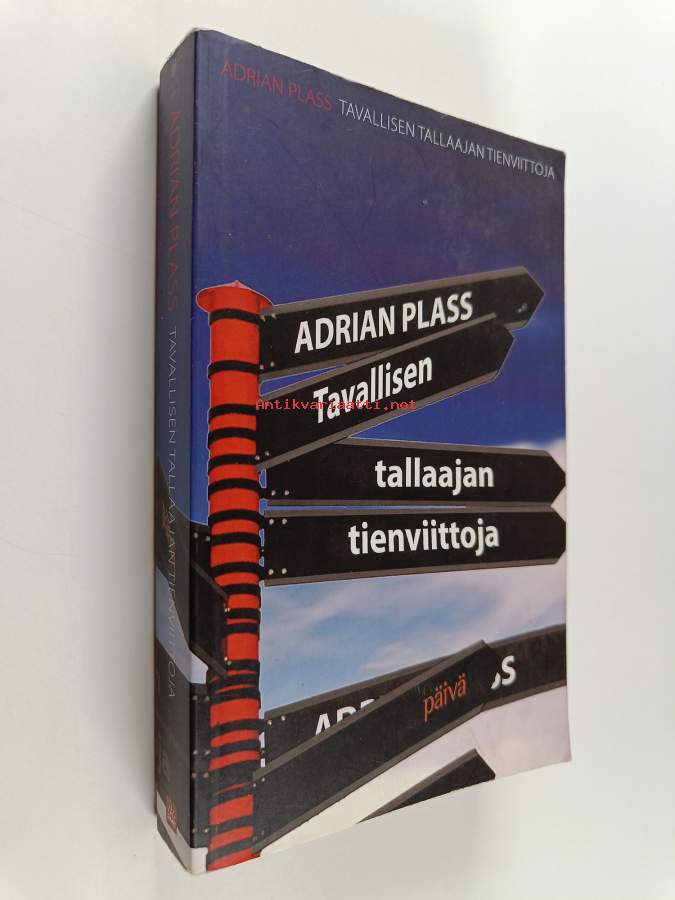 ADRIAN PLASS TAVALLISEN TALLAAJAN TIENVIITTOJA
ADRIAN PLASS TAVALLISEN TALLAAJAN TIENVIITTOJA
ADRIAN PLASS
Tavallisen
Antikvariaatti.net
tallaajan
tienviittoja
päivä